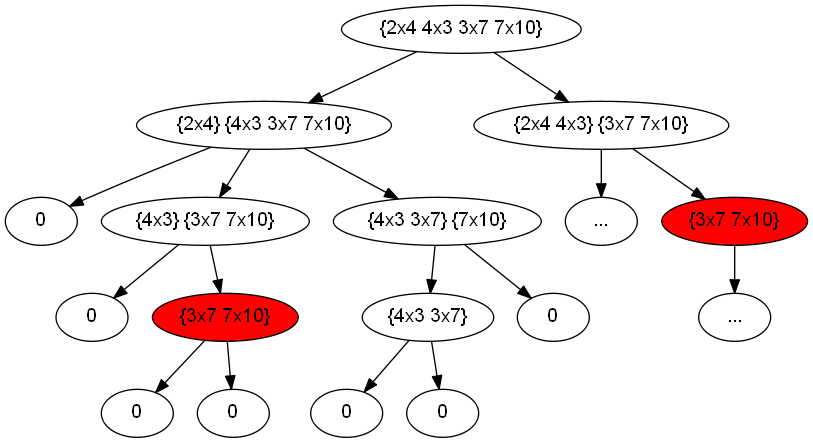 {2x4 4x3 3x7 7x10}
{2x4} {4x3 3x7 7x10}
{2x4 4x3} {3x7 7x10}
0
{4x3} {3x7 7x10}
{4x3 3x7} {7x10}
...
{3x7 7x10}
0
{3x7 7x10}
{4x3 3x7}
0
...
0
0
0
0